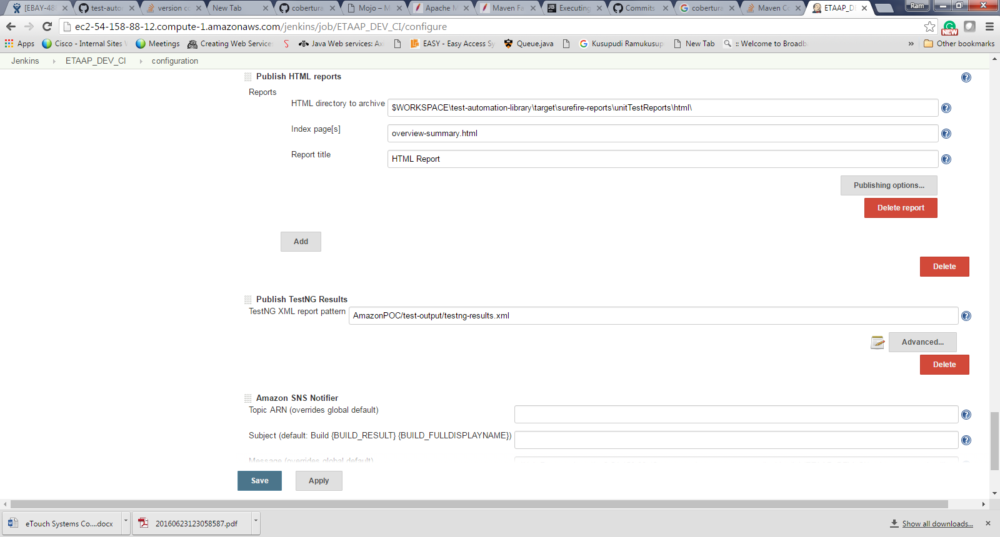 [EBAY-48
test-auto
version co
New Tab
cobertura
Mojo – M
Apache M
Maven Fa
Executing
Commits
cobertura
Maven Co
ETAAP_DE
Ram
ec2-54-158-88-12.compute-1.amazonaws.com/jenkins/job/ETAAP_DEV_CI/configure
NEW
Apps
Cisco - Internal Sites
Meetings
Creating Web Service
Java Web services: Axi
EASY - Easy Access Sy
Queue.java
Kusupudi Ramukusup
New Tab
:: Welcome to Broadb
»
Other bookmarks
Jenkins
ETAAP_DEV_CI
configuration
Publish HTML reports
Reports
HTML directory to archive
$WORKSPACE\test-automation-library\target\surefire-reports\unitTestReports\html\
Index page[s]
overview-summary.html
Report title
HTML Report
Publishing options...
Delete report
Add
Delete
Publish TestNG Results
TestNG XML report pattern
AmazonPOC/test-output/testng-results.xml
Advanced...
Delete
Amazon SNS Notifier
Topic ARN (overrides global default)
Subject (default: Build {BUILD_RESULT} {BUILD_FULLDISPLAYNAME})
Message (overrides global default)
Save
Apply
eTouch Systems Co....docx
20160623123058587.pdf
Show all downloads...